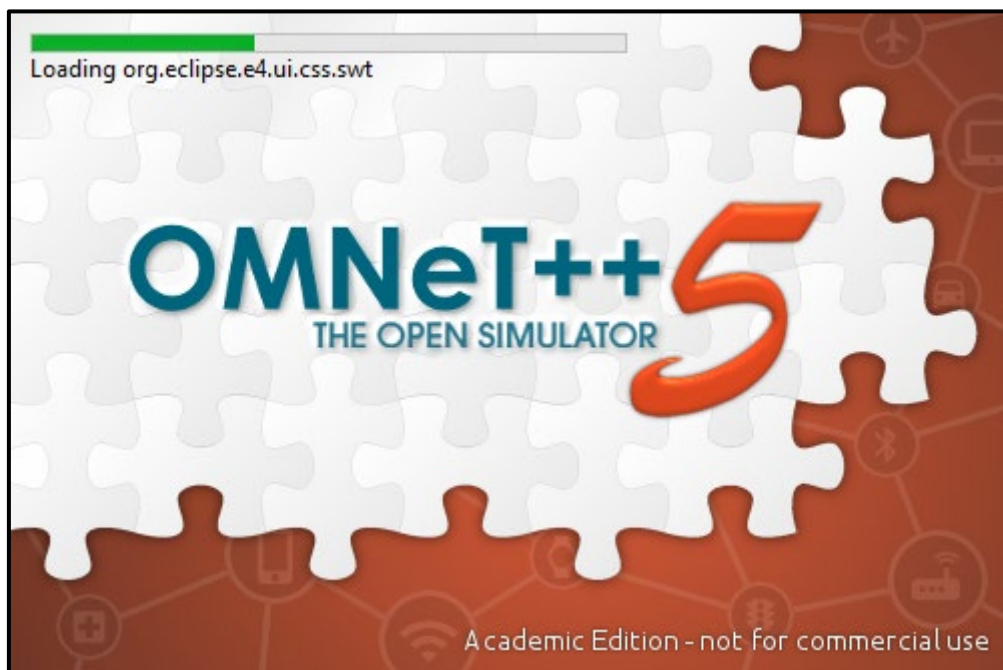 Loading org.eclipse.e4.ui.css.swt
OMNeT++ 5
THE OPEN SIMULATOR
Academic Edition - not for commercial use